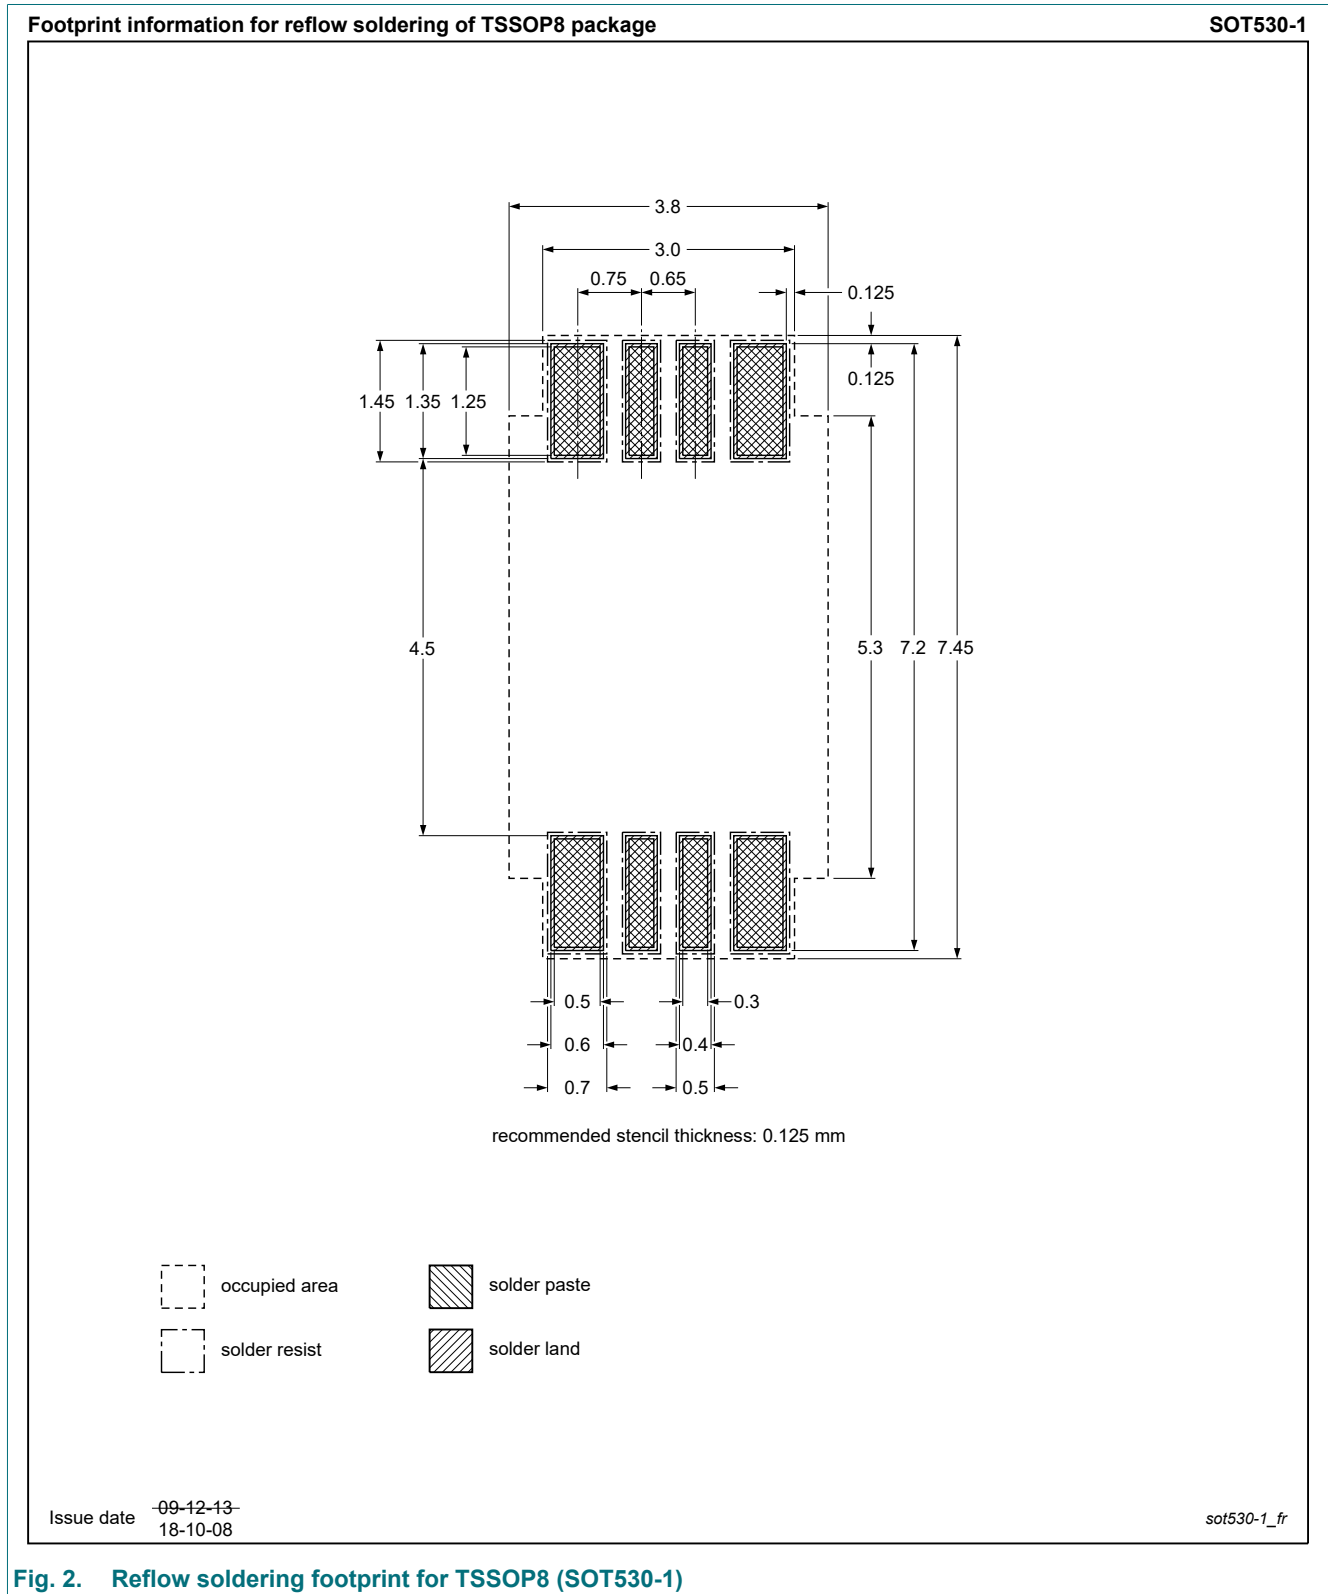 Footprint information for reflow soldering of TSSOP8 package SOT530-1
3.8
3.0
0.75 0.65
0.125
0.125
1.45 1.35 1.25
4.5
5.3 7.2 7.45
0.5 0.3
0.6 0.4
0.7 0.5
recommended stencil thickness: 0.125 mm
occupied area solder paste
solder resist solder land
09-12-13
Issue date
18-10-08
sot530-1_fr
Fig. 2. Reflow soldering footprint for TSSOP8 (SOT530-1)